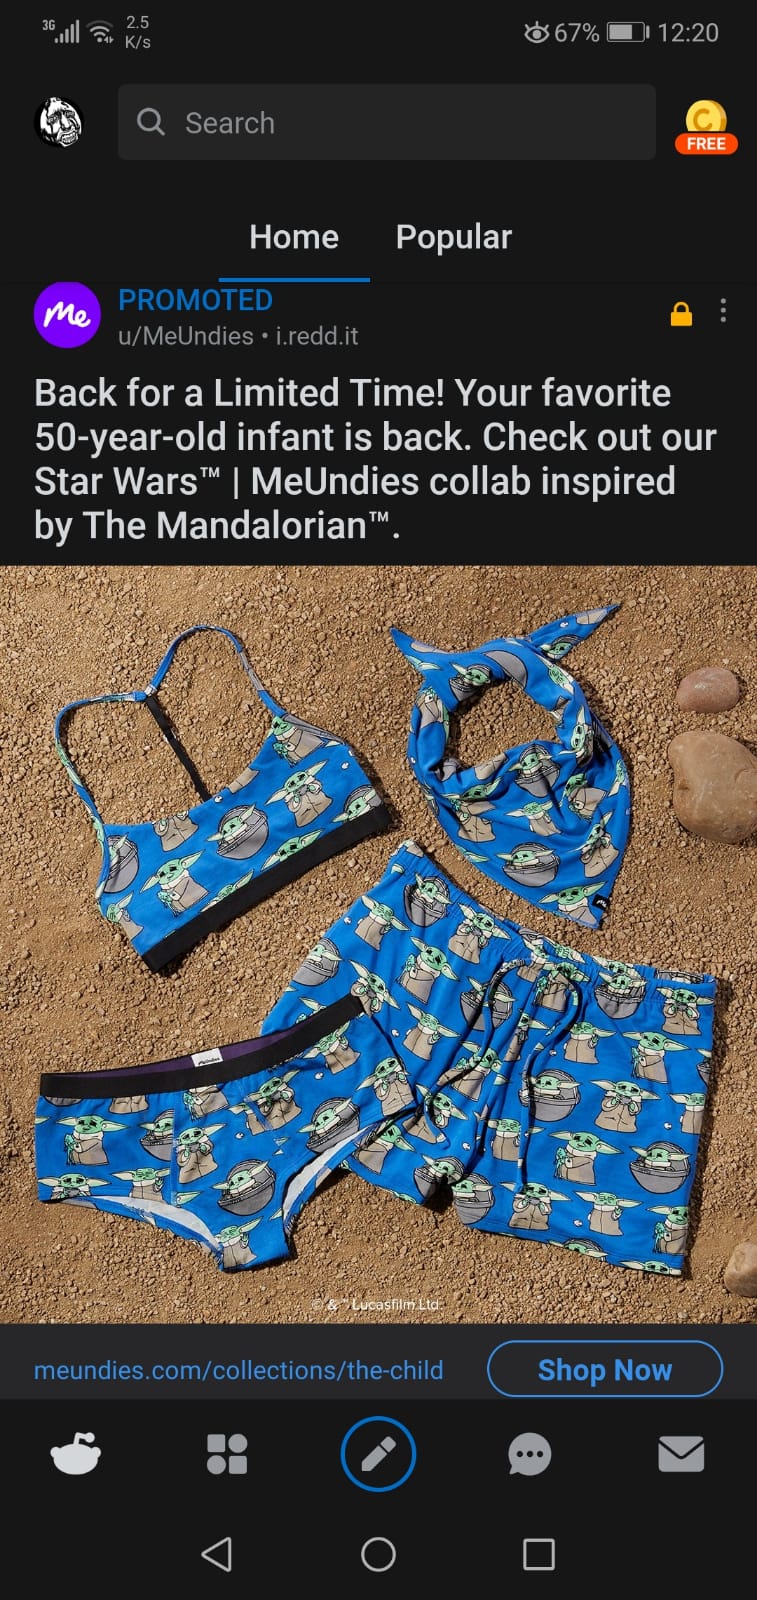 3G 2.5 K/s 67% 12:20
Search
C
FREE
Home Popular
Me
PROMOTED
u/MeUndies • i.redd.it
Back for a Limited Time! Your favorite
50-year-old infant is back. Check out our
Star Wars™ | MeUndies collab inspired
by The Mandalorian™.
Me
MeUndies
© & ™ Lucasfilm Ltd.
meundies.com/collections/the-child
Shop Now